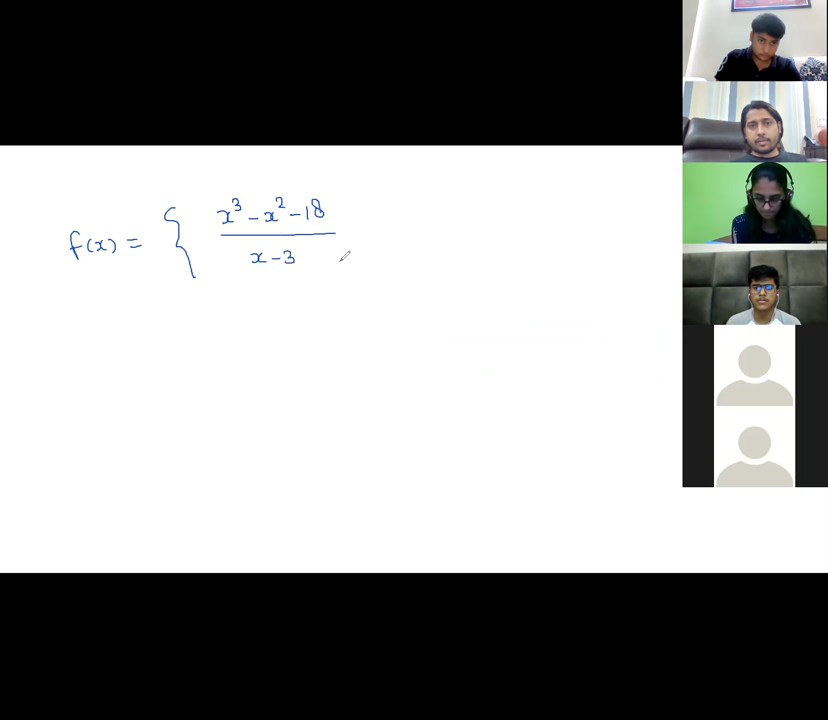 f(x) = { (x³ - x² - 18) / (x - 3)